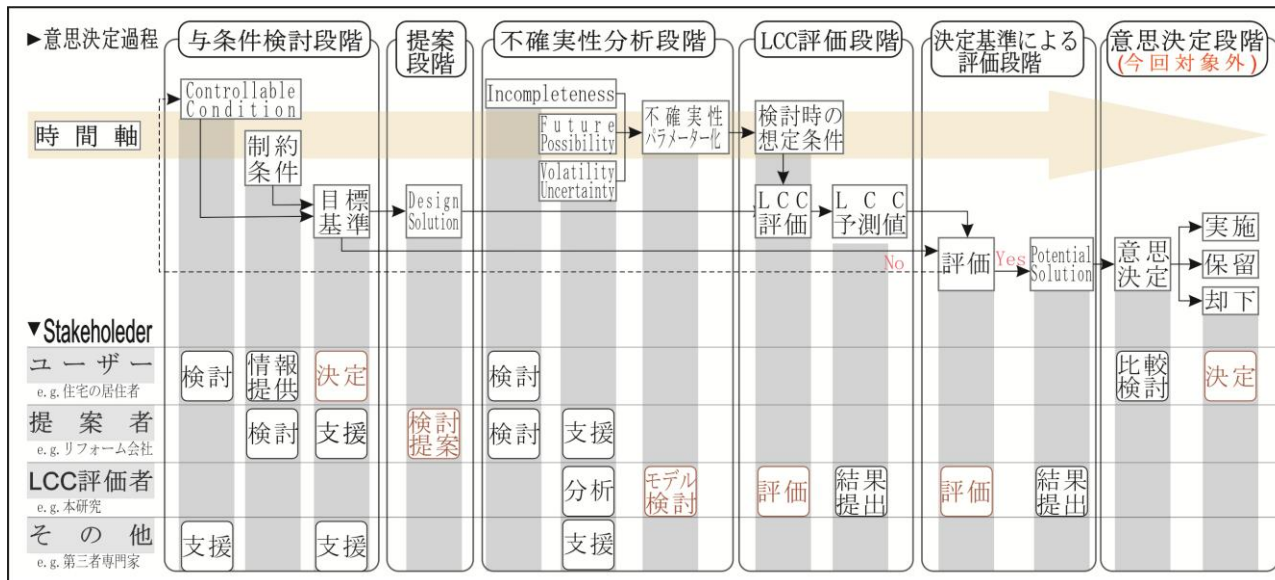 ▶意思決定過程
与条件検討段階
提案
段階
不確実性分析段階
LCC評価段階
決定基準による
評価段階
意思決定段階
(今回対象外)
時間軸
Controllable
Condition
制約
条件
目標
基準
Design
Solution
Incompleteness
Future
Possibility
Volatility
Uncertainty
不確実性
パラメーター化
検討時の
想定条件
LCC
評価
LCC
予測値
No
評価
Yes
Potential
Solution
意思
決定
実施
保留
却下
▼Stakeholeder
ユーザー
e.g.住宅の居住者
検討
情報
提供
決定
検討
比較
検討
決定
提案者
e.g.リフォーム会社
検討
支援
検討
提案
検討
支援
LCC評価者
e.g.本研究
分析
モデル
検討
評価
結果
提出
評価
結果
提出
その他
e.g.第三者専門家
支援
支援
支援